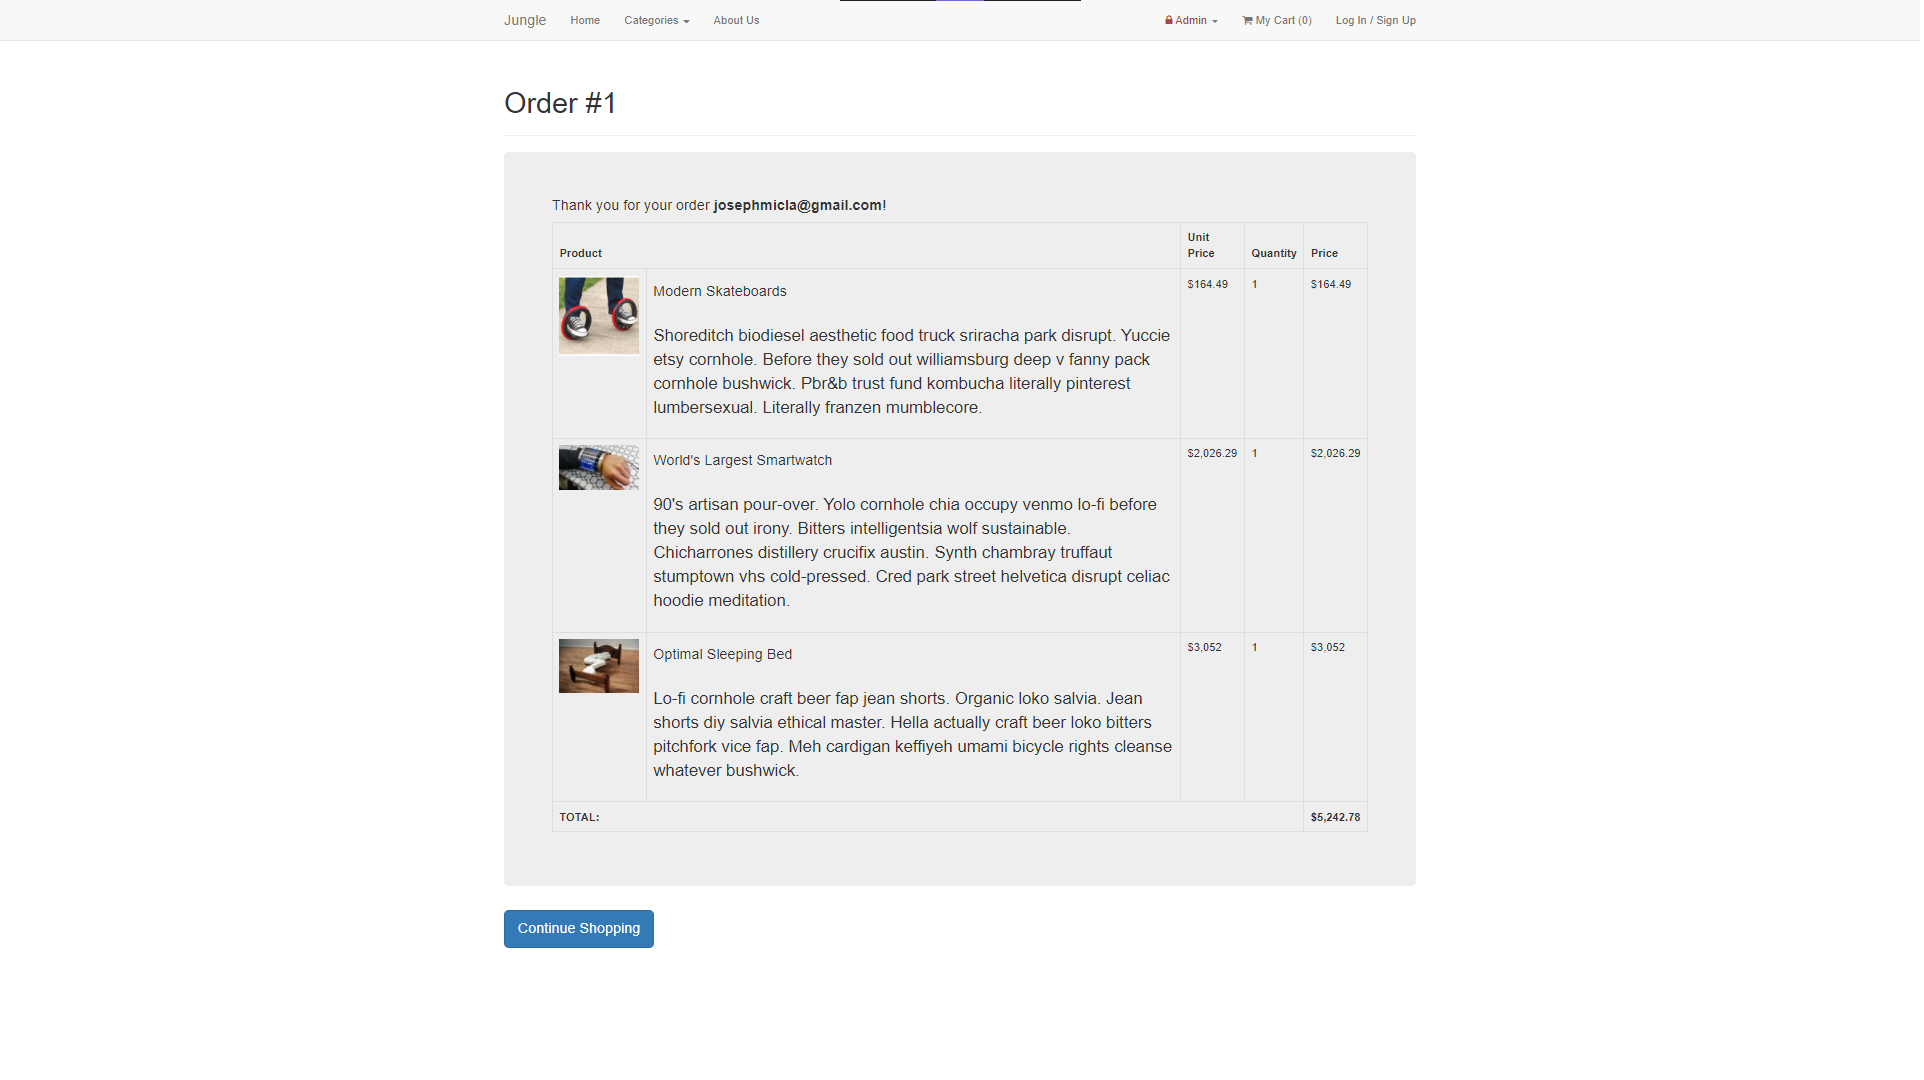 Jungle Home Categories About Us Admin My Cart (0) Log In / Sign Up
Order #1
Thank you for your order josephmicla@gmail.com!
Product Unit Price Quantity Price
Modern Skateboards $164.49 1 $164.49
Shoreditch biodiesel aesthetic food truck sriracha park disrupt. Yuccie
etsy cornhole. Before they sold out williamsburg deep v fanny pack
cornhole bushwick. Pbr&b trust fund kombucha literally pinterest
lumbersexual. Literally franzen mumblecore.
World's Largest Smartwatch $2,026.29 1 $2,026.29
90's artisan pour-over. Yolo cornhole chia occupy venmo lo-fi before
they sold out irony. Bitters intelligentsia wolf sustainable.
Chicharrones distillery crucifix austin. Synth chambray truffaut
stumptown vhs cold-pressed. Cred park street helvetica disrupt celiac
hoodie meditation.
Optimal Sleeping Bed $3,052 1 $3,052
Lo-fi cornhole craft beer fap jean shorts. Organic loko salvia. Jean
shorts diy salvia ethical master. Hella actually craft beer loko bitters
pitchfork vice fap. Meh cardigan keffiyeh umami bicycle rights cleanse
whatever bushwick.
TOTAL: $5,242.78
Continue Shopping